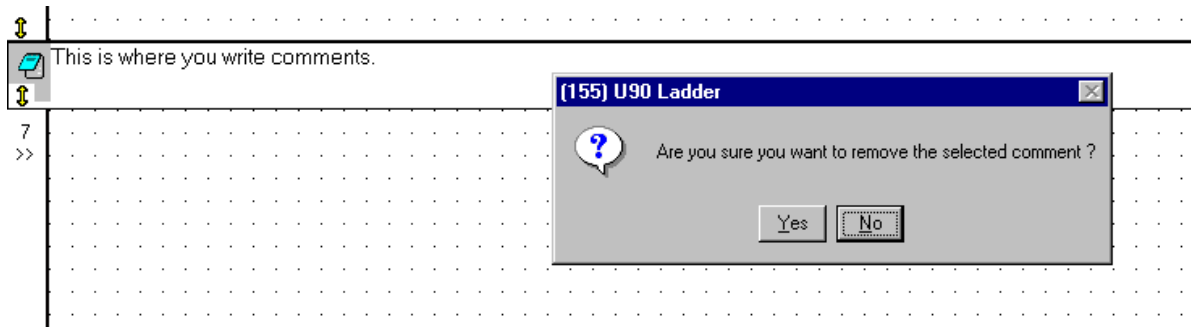 This is where you write comments.
(155) U90 Ladder
Are you sure you want to remove the selected comment ?
Yes No
7
>>